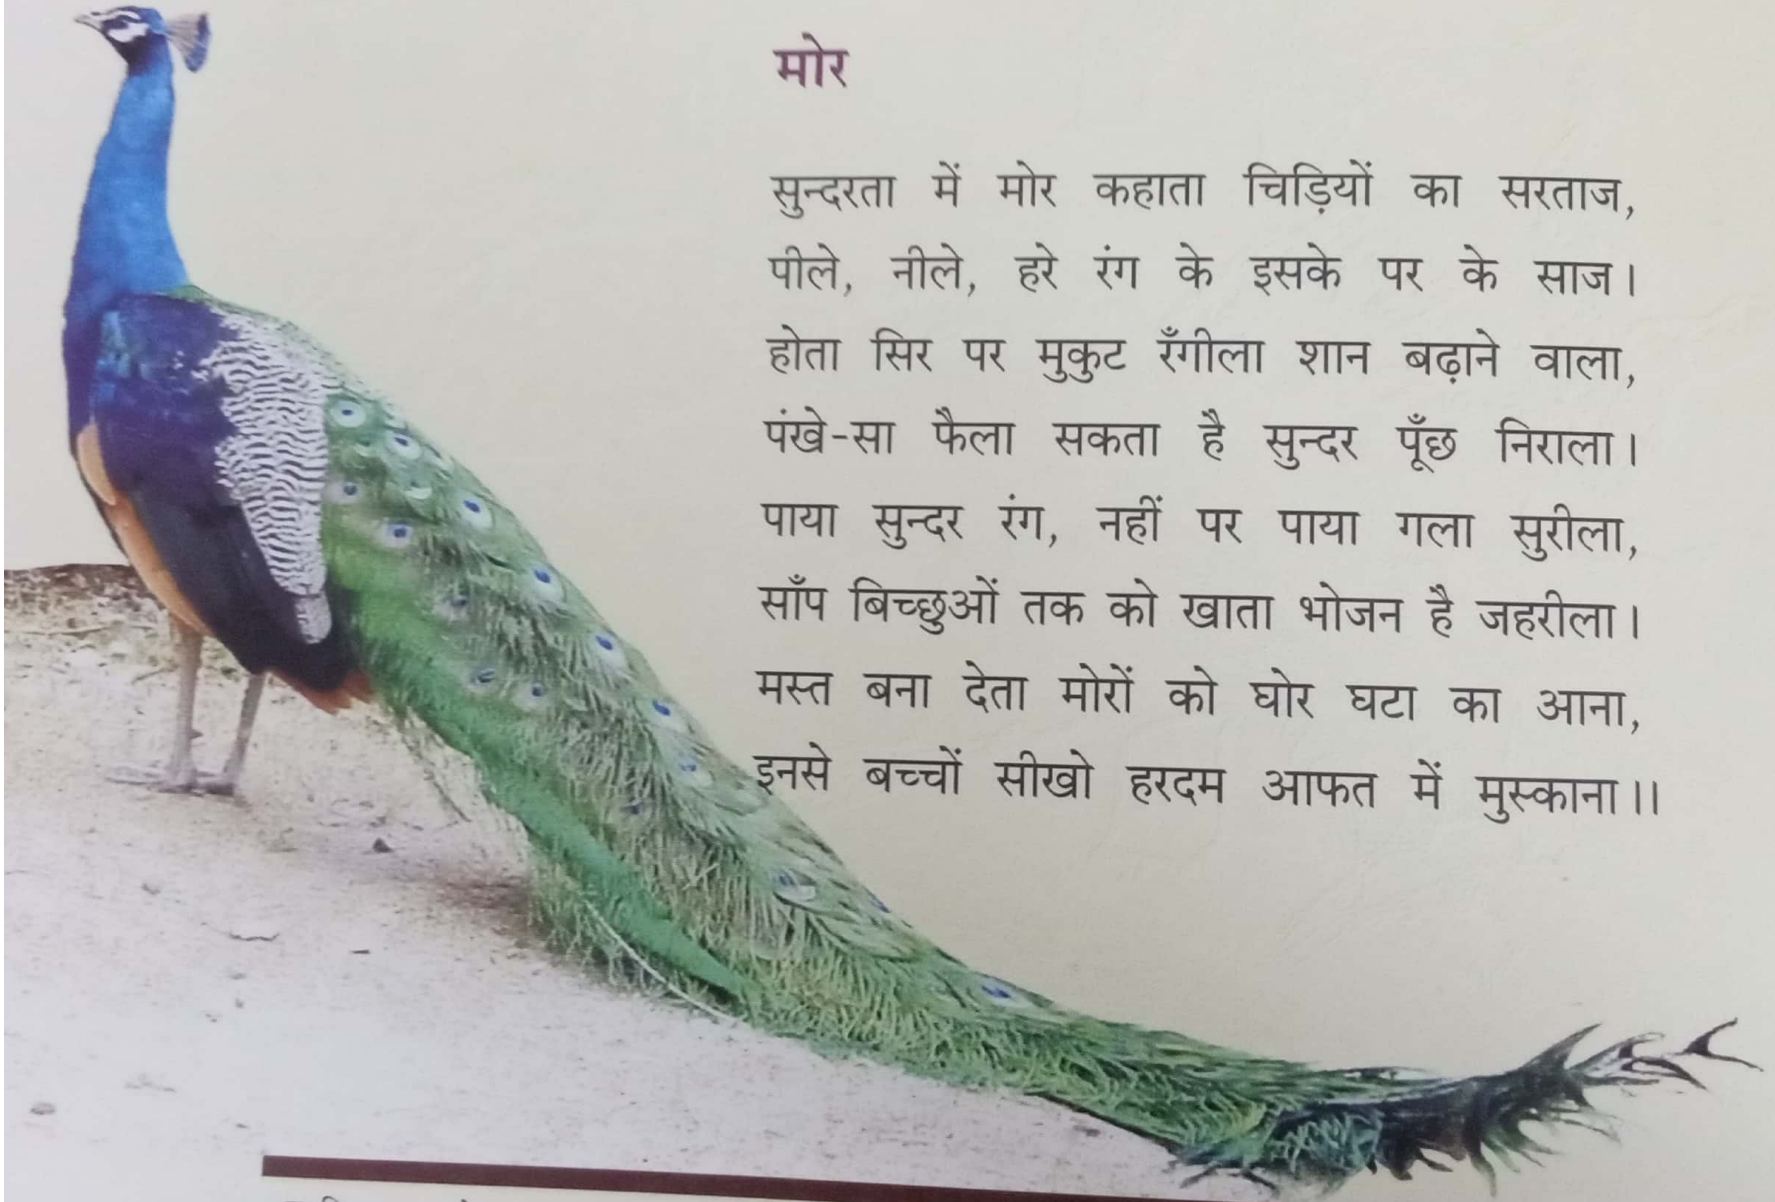 मोर
सुन्दरता में मोर कहाता चिड़ियों का सरताज,
पीले, नीले, हरे रंग के इसके पर के साज।
होता सिर पर मुकुट रँगीला शान बढ़ाने वाला,
पंखे-सा फैला सकता है सुन्दर पूँछ निराला।
पाया सुन्दर रंग, नहीं पर पाया गला सुरीला,
साँप बिच्छुओं तक को खाता भोजन है जहरीला।
मस्त बना देता मोरों को घोर घटा का आना,
इनसे बच्चों सीखो हरदम आफत में मुस्काना।।